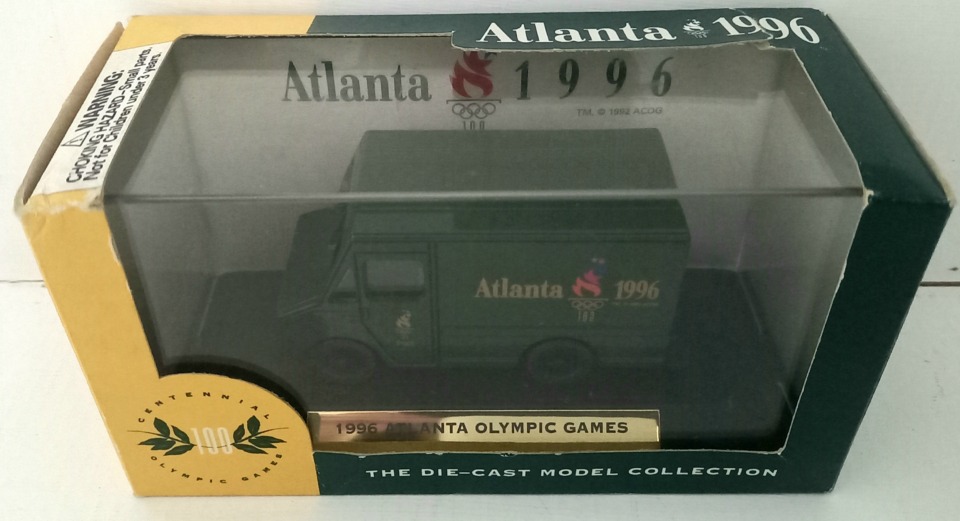 Atlanta 1996
⚠WARNING:
CHOKING HAZARD-Small parts.
Not for Children under 3 years.
Atlanta 1996
100
TM, © 1992 ACOG
Atlanta 1996
100
1996 ATLANTA OLYMPIC GAMES
CENTENNIAL
100
OLYMPIC GAMES
THE DIE-CAST MODEL COLLECTION